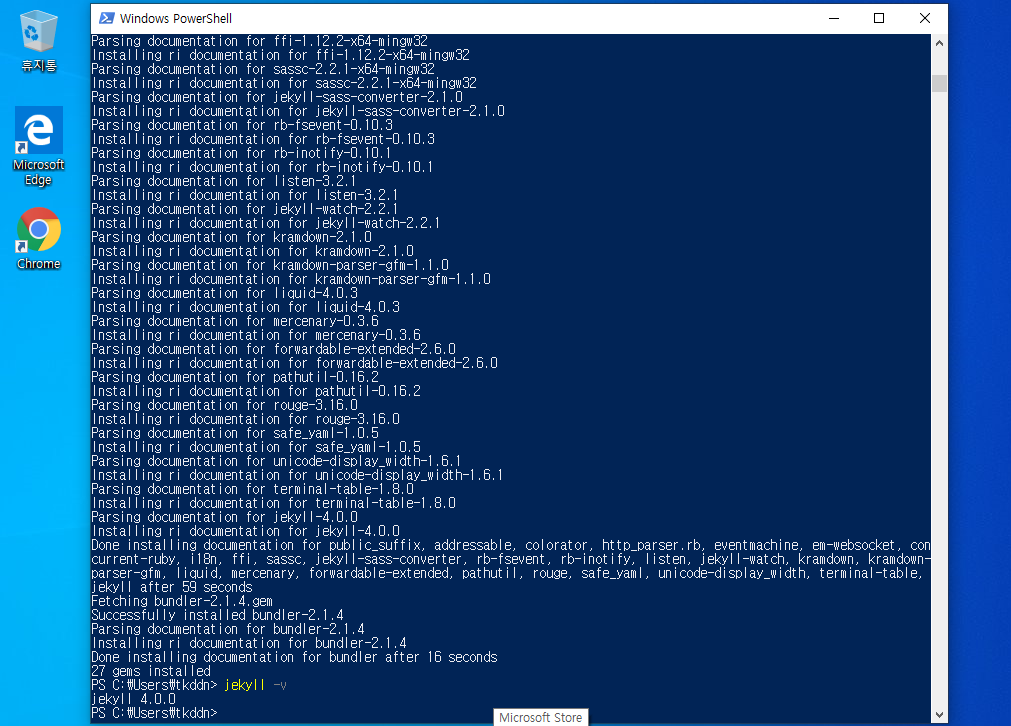 휴지통
Microsoft
Edge
Chrome
Windows PowerShell
Parsing documentation for ffi-1.12.2-x64-mingw32
Installing ri documentation for ffi-1.12.2-x64-mingw32
Parsing documentation for sassc-2.2.1-x64-mingw32
Installing ri documentation for sassc-2.2.1-x64-mingw32
Parsing documentation for jekyll-sass-converter-2.1.0
Installing ri documentation for jekyll-sass-converter-2.1.0
Parsing documentation for rb-fsevent-0.10.3
Installing ri documentation for rb-fsevent-0.10.3
Parsing documentation for rb-inotify-0.10.1
Installing ri documentation for rb-inotify-0.10.1
Parsing documentation for listen-3.2.1
Installing ri documentation for listen-3.2.1
Parsing documentation for jekyll-watch-2.2.1
Installing ri documentation for jekyll-watch-2.2.1
Parsing documentation for kramdown-2.1.0
Installing ri documentation for kramdown-2.1.0
Parsing documentation for kramdown-parser-gfm-1.1.0
Installing ri documentation for kramdown-parser-gfm-1.1.0
Parsing documentation for liquid-4.0.3
Installing ri documentation for liquid-4.0.3
Parsing documentation for mercenary-0.3.6
Installing ri documentation for mercenary-0.3.6
Parsing documentation for forwardable-extended-2.6.0
Installing ri documentation for forwardable-extended-2.6.0
Parsing documentation for pathutil-0.16.2
Installing ri documentation for pathutil-0.16.2
Parsing documentation for rouge-3.16.0
Installing ri documentation for rouge-3.16.0
Parsing documentation for safe_yaml-1.0.5
Installing ri documentation for safe_yaml-1.0.5
Parsing documentation for unicode-display_width-1.6.1
Installing ri documentation for unicode-display_width-1.6.1
Parsing documentation for terminal-table-1.8.0
Installing ri documentation for terminal-table-1.8.0
Parsing documentation for jekyll-4.0.0
Installing ri documentation for jekyll-4.0.0
Done installing documentation for public_suffix, addressable, colorator, http_parser.rb, eventmachine, em-websocket, con
current-ruby, i18n, ffi, sassc, jekyll-sass-converter, rb-fsevent, rb-inotify, listen, jekyll-watch, kramdown, kramdown-
parser-gfm, liquid, mercenary, forwardable-extended, pathutil, rouge, safe_yaml, unicode-display_width, terminal-table,
jekyll after 59 seconds
Fetching bundler-2.1.4.gem
Successfully installed bundler-2.1.4
Parsing documentation for bundler-2.1.4
Installing ri documentation for bundler-2.1.4
Done installing documentation for bundler after 16 seconds
27 gems installed
PS C:₩Users₩tkddn> jekyll -v
jekyll 4.0.0
PS C:₩Users₩tkddn>
Microsoft Store